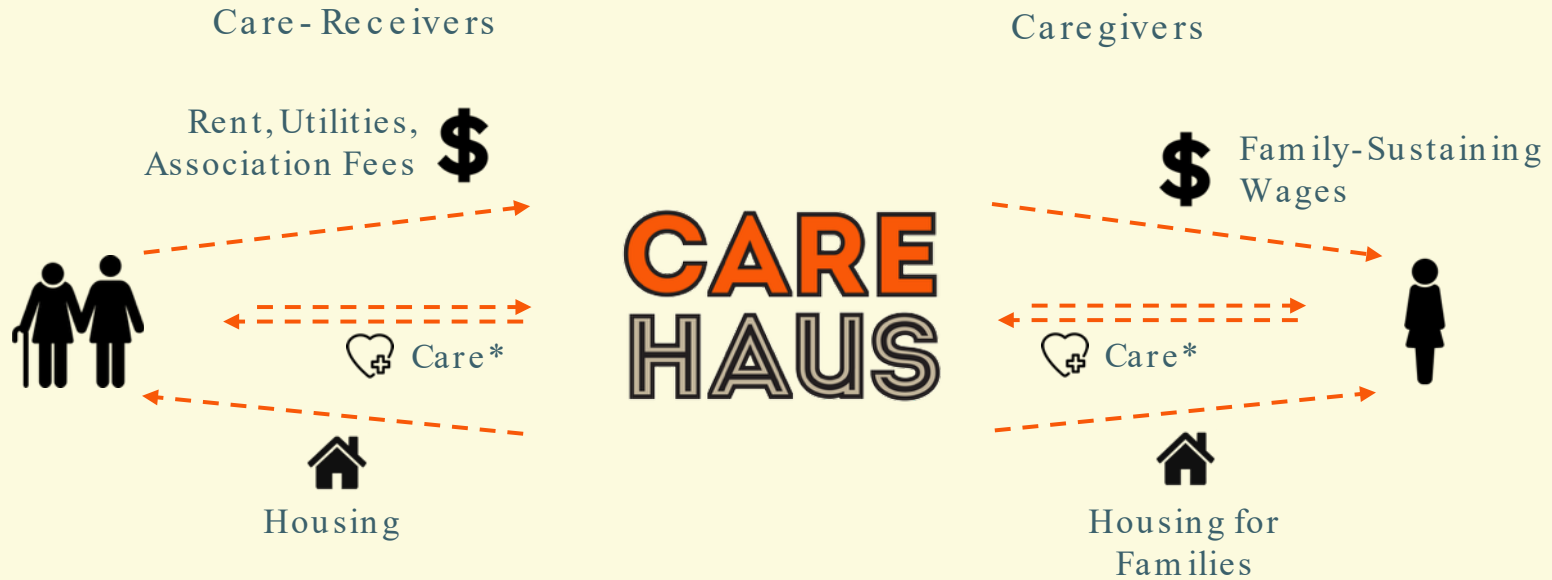 Care-Receivers
Caregivers
Rent, Utilities,
Association Fees
$
$
Family-Sustaining
Wages
CARE
HAUS
Care*
Care*
Housing
Housing for
Families